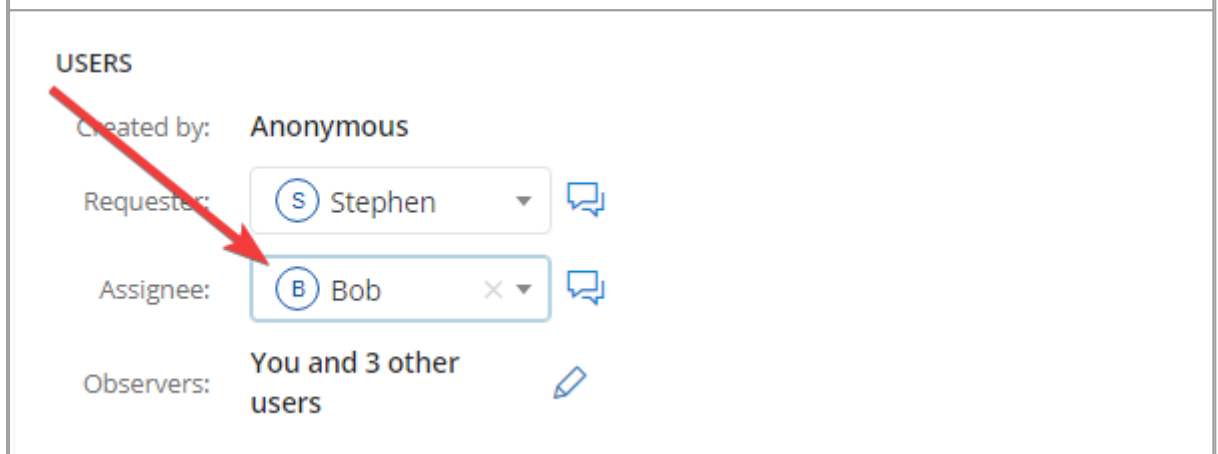 USERS
Created by: Anonymous
Requester: S Stephen
Assignee: B Bob
Observers: You and 3 other
users